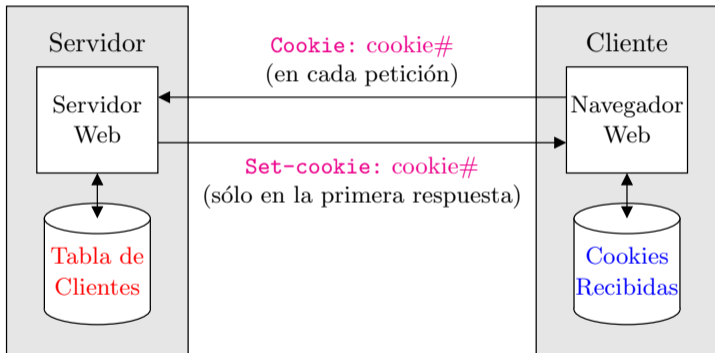 Servidor
Servidor
Web
Tabla de
Clientes
Cookie: cookie#
(en cada petición)
Set-cookie: cookie#
(sólo en la primera respuesta)
Cliente
Navegador
Web
Cookies
Recibidas